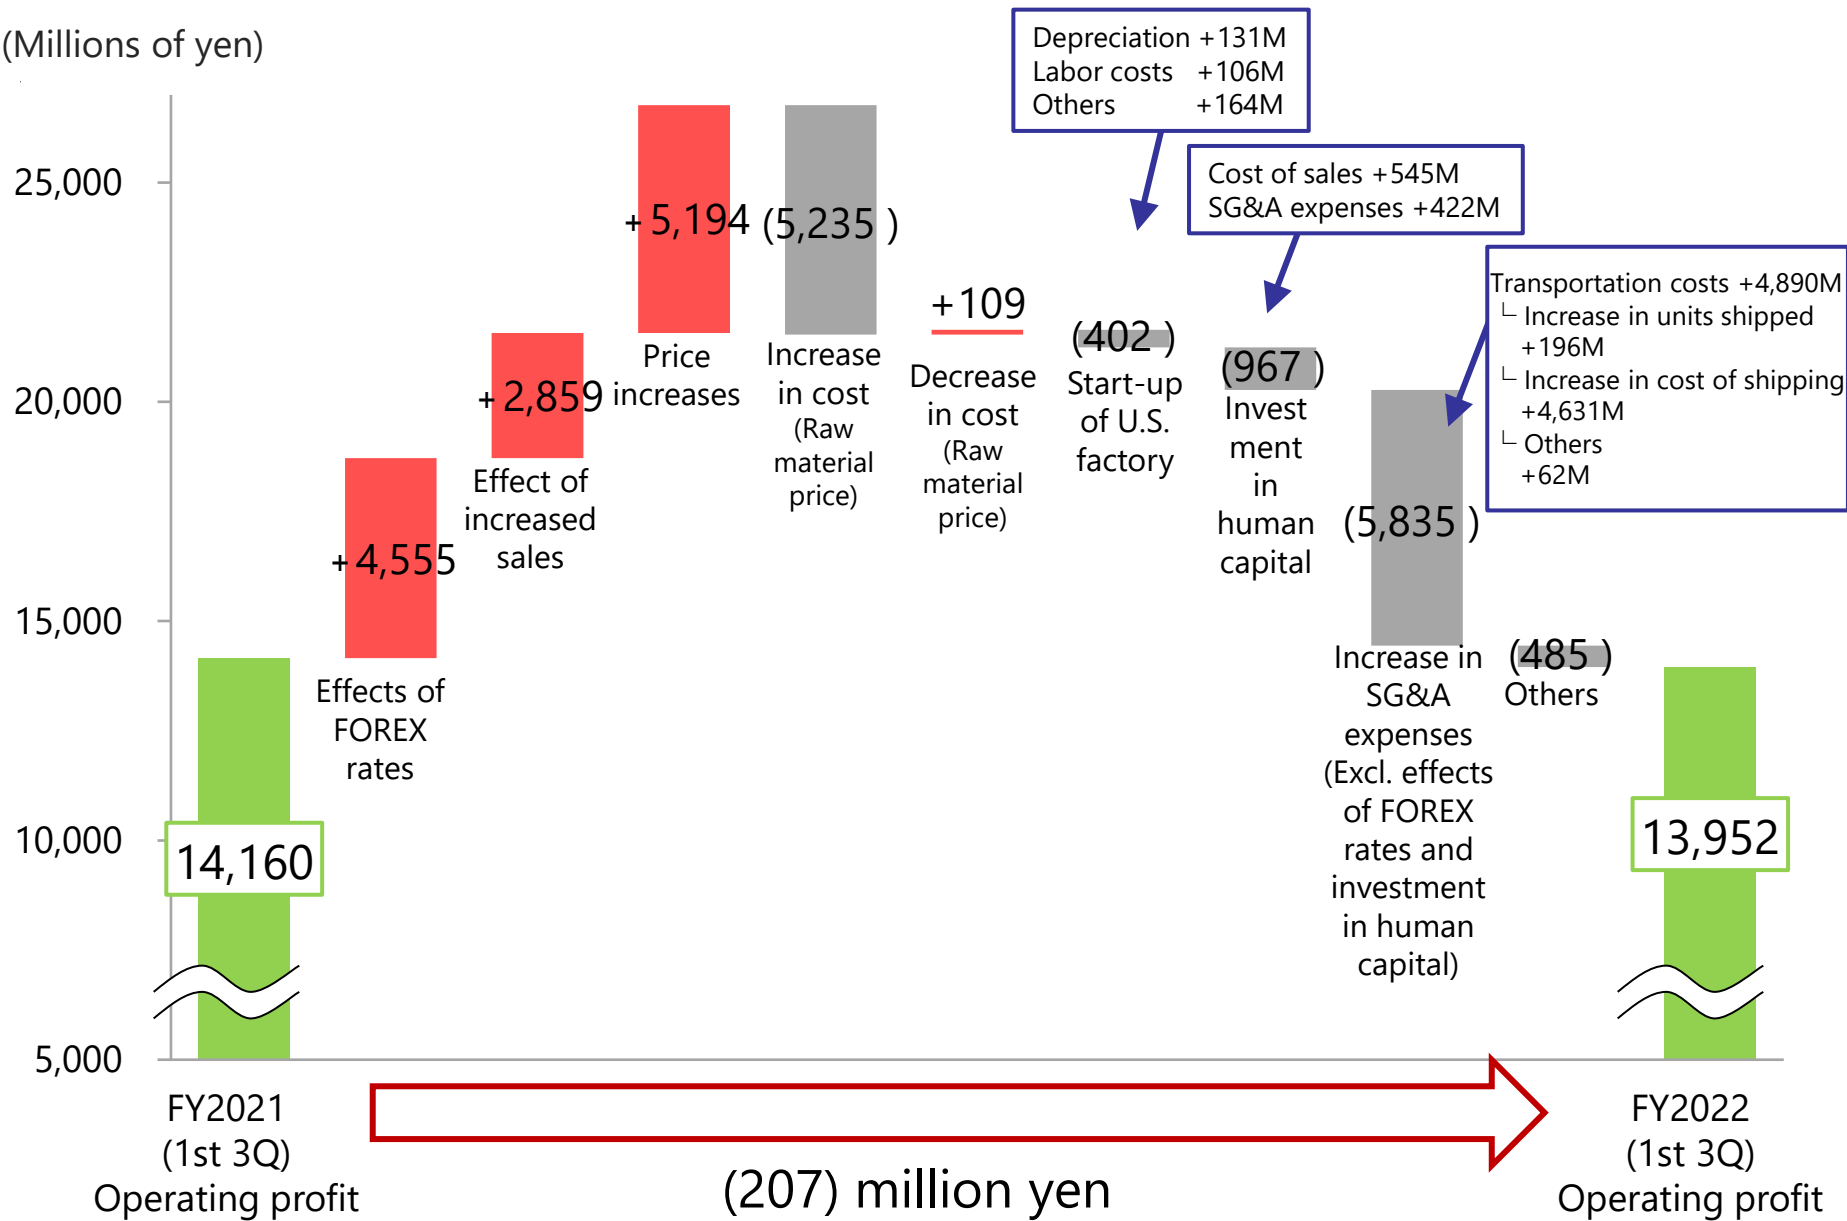 (Millions of yen)
25,000
20,000
15,000
10,000
5,000
14,160
FY2021
(1st 3Q)
Operating profit
+4,555
Effects of
FOREX
rates
+2,859
Effect of
increased
sales
+5,194
Price
increases
(5,235 )
Increase
in cost
(Raw
material
price)
+109
Decrease
in cost
(Raw
material
price)
Depreciation +131M
Labor costs +106M
Others +164M
(402 )
Start-up
of U.S.
factory
Cost of sales +545M
SG&A expenses +422M
(967 )
Invest
ment
in
human
capital
Transportation costs +4,890M
└ Increase in units shipped
+196M
└ Increase in cost of shipping
+4,631M
└ Others
+62M
(5,835 )
Increase in
SG&A
expenses
(Excl. effects
of FOREX
rates and
investment
in human
capital)
(485 )
Others
13,952
FY2022
(1st 3Q)
Operating profit
(207) million yen